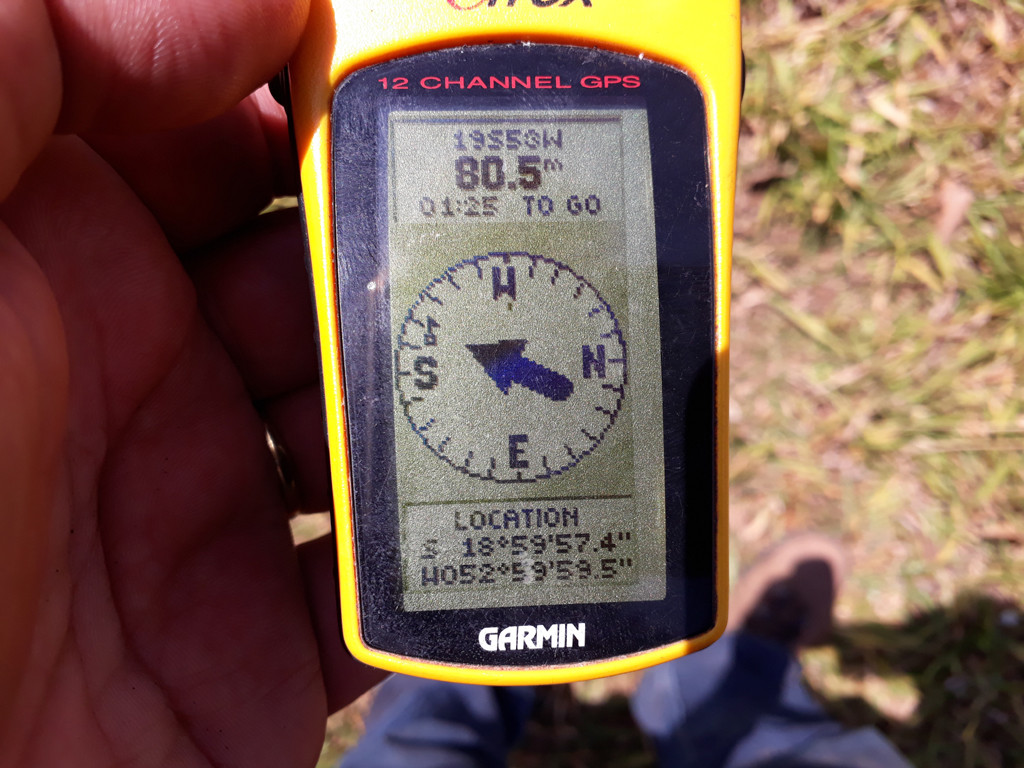 12 CHANNEL GPS
19S53W
80.5m
01:25 TO GO
W
S
N
E
LOCATION
S 18°59'57.4"
W052°59'59.5"
GARMIN